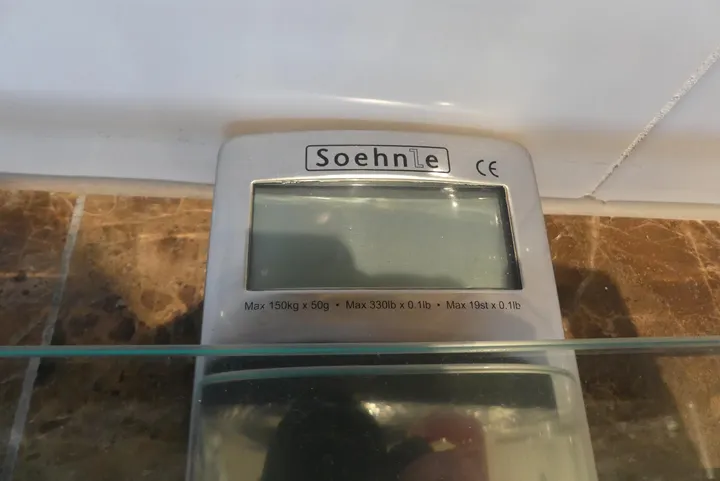 Soehnle CE
Max 150kg x 50g • Max 330lb x 0.1lb • Max 19st x 0.1lb